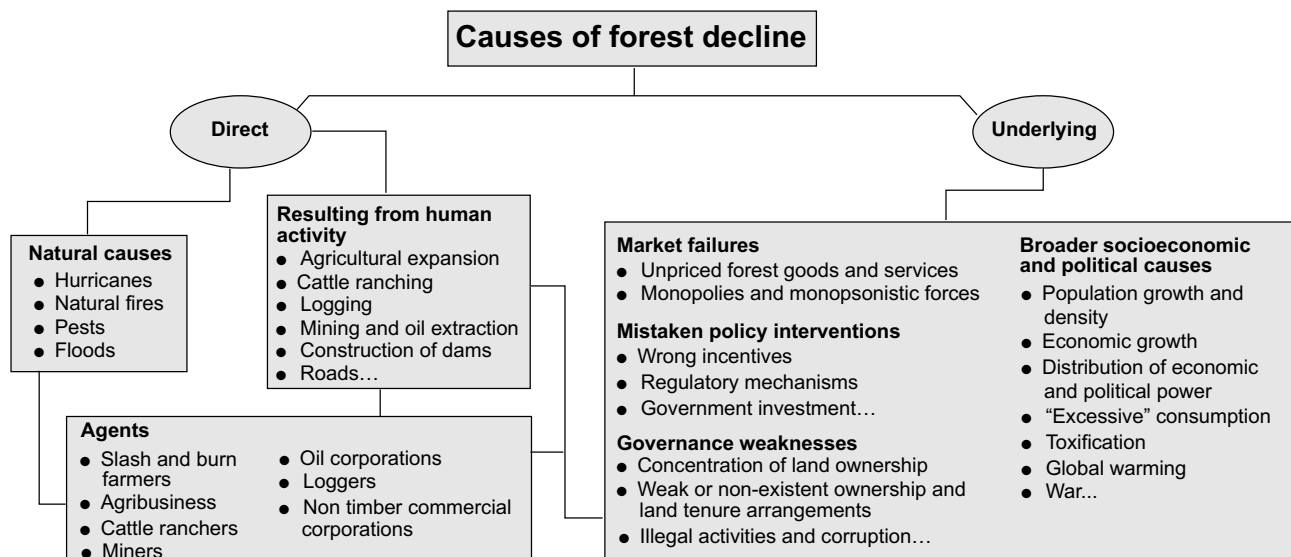 Causes of forest decline
Direct
Underlying
Natural causes
● Hurricanes
● Natural fires
● Pests
● Floods
Resulting from human
activity
● Agricultural expansion
● Cattle ranching
● Logging
● Mining and oil extraction
● Construction of dams
● Roads…
Agents
● Slash and burn
farmers
● Agribusiness
● Cattle ranchers
● Miners
● Oil corporations
● Loggers
● Non timber commercial
corporations
Market failures
● Unpriced forest goods and services
● Monopolies and monopsonistic forces
Mistaken policy interventions
● Wrong incentives
● Regulatory mechanisms
● Government investment…
Governance weaknesses
● Concentration of land ownership
● Weak or non-existent ownership and
land tenure arrangements
● Illegal activities and corruption…
Broader socioeconomic
and political causes
● Population growth and
density
● Economic growth
● Distribution of economic
and political power
● “Excessive” consumption
● Toxification
● Global warming
● War...